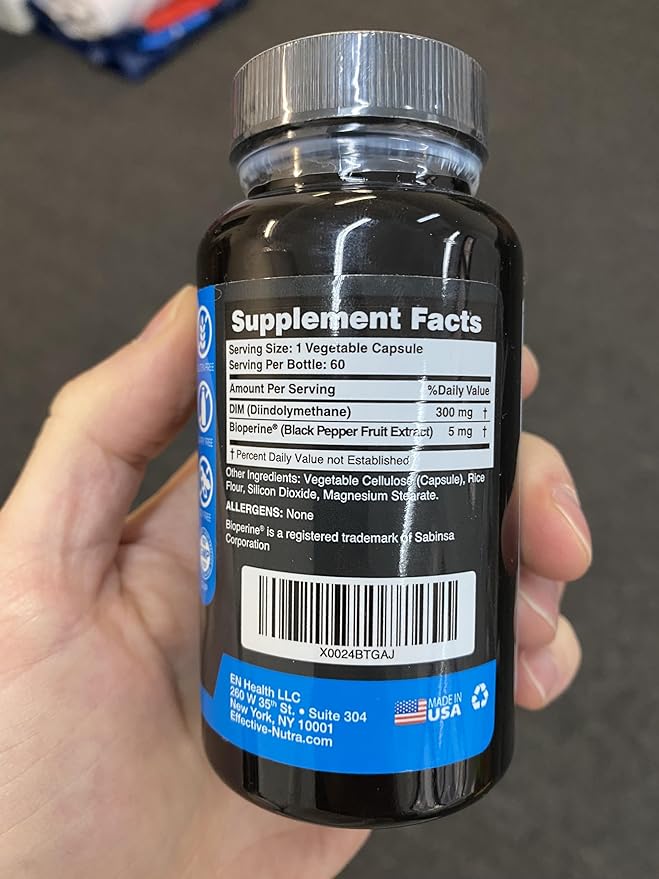 Supplement Facts
Serving Size: 1 Vegetable Capsule
Serving Per Bottle: 60
Amount Per Serving %Daily Value
DIM (Diindolymethane) 300 mg †
Bioperine® (Black Pepper Fruit Extract) 5 mg †
† Percent Daily Value not Established
Other Ingredients: Vegetable Cellulose (Capsule), Rice
Flour, Silicon Dioxide, Magnesium Stearate.
ALLERGENS: None
Bioperine® is a registered trademark of Sabinsa
Corporation
X0024BTGAJ
EN Health LLC
260 W 35th St. • Suite 304
New York, NY 10001
Effective-Nutra.com
MADE IN
USA